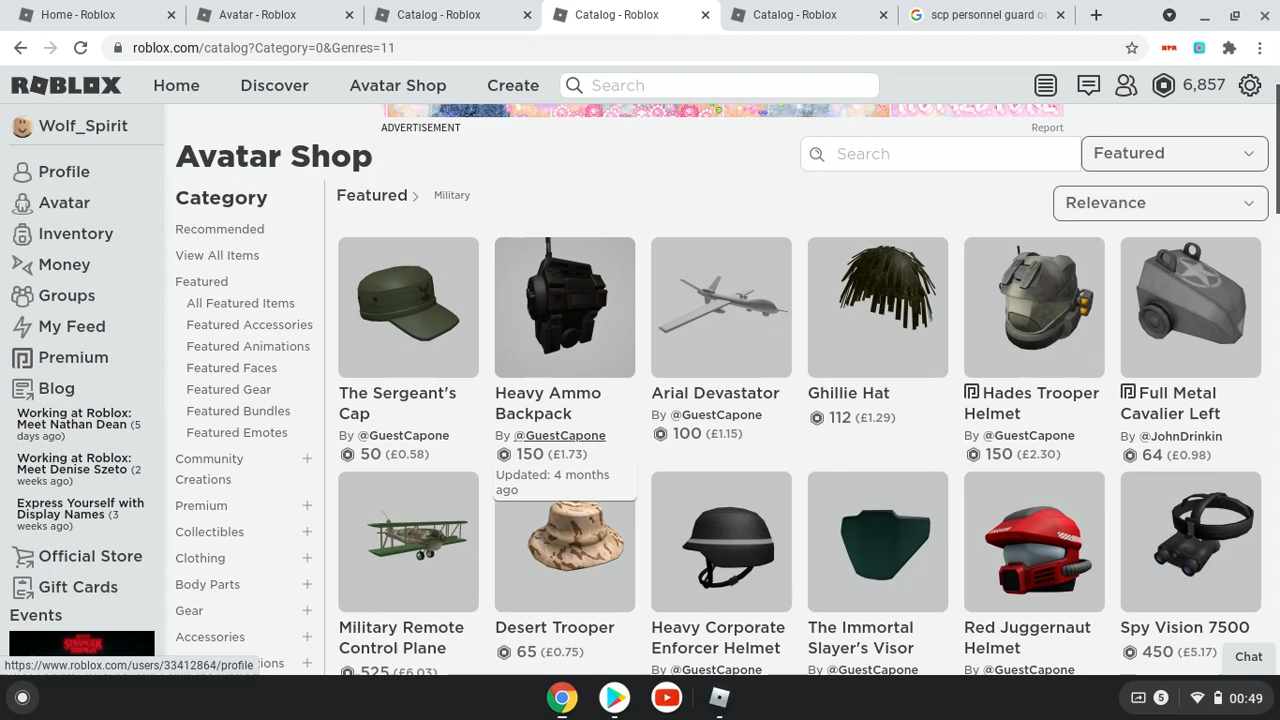 Home - Roblox
Avatar - Roblox
Catalog - Roblox
Catalog - Roblox
Catalog - Roblox
scp personnel guard ou
roblox.com/catalog?Category=0&Genres=11
ROBLOX
Home
Discover
Avatar Shop
Create
Search
6,857
Wolf_Spirit
Profile
Avatar
Inventory
Money
Groups
My Feed
Premium
Blog
Working at Roblox:
Meet Nathan Dean (5
days ago)
Working at Roblox:
Meet Denise Szeto (2
weeks ago)
Express Yourself with
Display Names (3
weeks ago)
Official Store
Gift Cards
Events
STRANGER
https://www.roblox.com/users/33412864/profile
ADVERTISEMENT
Report
Avatar Shop
Search
Featured
Category
Recommended
View All Items
Featured
All Featured Items
Featured Accessories
Featured Animations
Featured Faces
Featured Gear
Featured Bundles
Featured Emotes
Community
Creations
Premium
Collectibles
Clothing
Body Parts
Gear
Accessories
Featured > Military
Relevance
The Sergeant's
Cap
By @GuestCapone
50 (£0.58)
Heavy Ammo
Backpack
By @GuestCapone
150 (£1.73)
Updated: 4 months
ago
Arial Devastator
By @GuestCapone
100 (£1.15)
Ghillie Hat
112 (£1.29)
Hades Trooper
Helmet
By @GuestCapone
150 (£2.30)
Full Metal
Cavalier Left
By @JohnDrinkin
64 (£0.98)
Military Remote
Control Plane
525 (£6.03)
Desert Trooper
65 (£0.75)
Heavy Corporate
Enforcer Helmet
By @GuestCapone
The Immortal
Slayer's Visor
By @GuestCapone
Red Juggernaut
Helmet
By @GuestCapone
Spy Vision 7500
450 (£5.17)
Chat
5
00:49